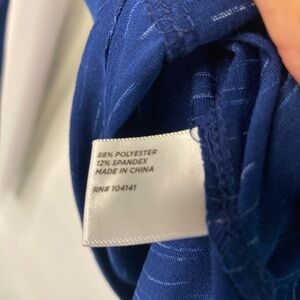 88% POLYESTER
12% SPANDEX
MADE IN CHINA
RN# 104141